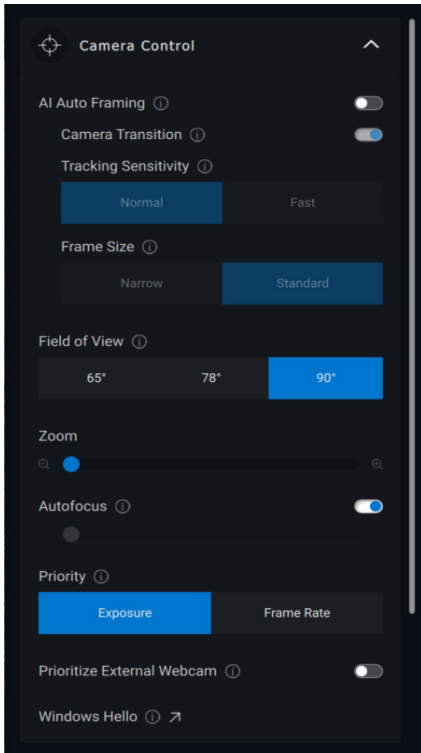 Camera Control
AI Auto Framing
Camera Transition
Tracking Sensitivity
Normal Fast
Frame Size
Narrow Standard
Field of View
65° 78° 90°
Zoom
Autofocus
Priority
Exposure Frame Rate
Prioritize External Webcam
Windows Hello